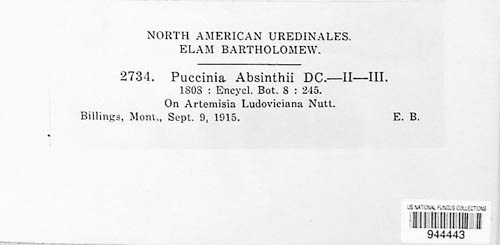 NORTH AMERICAN UREDINALES.
ELAM BARTHOLOMEW.
2734. Puccinia Absinthii DC.—II—III.
1808 : Encycl. Bot. 8 : 245.
On Artemisia Ludoviciana Nutt.
Billings, Mont., Sept. 9, 1915. E. B.
US NATIONAL FUNGUS COLLECTIONS
944443